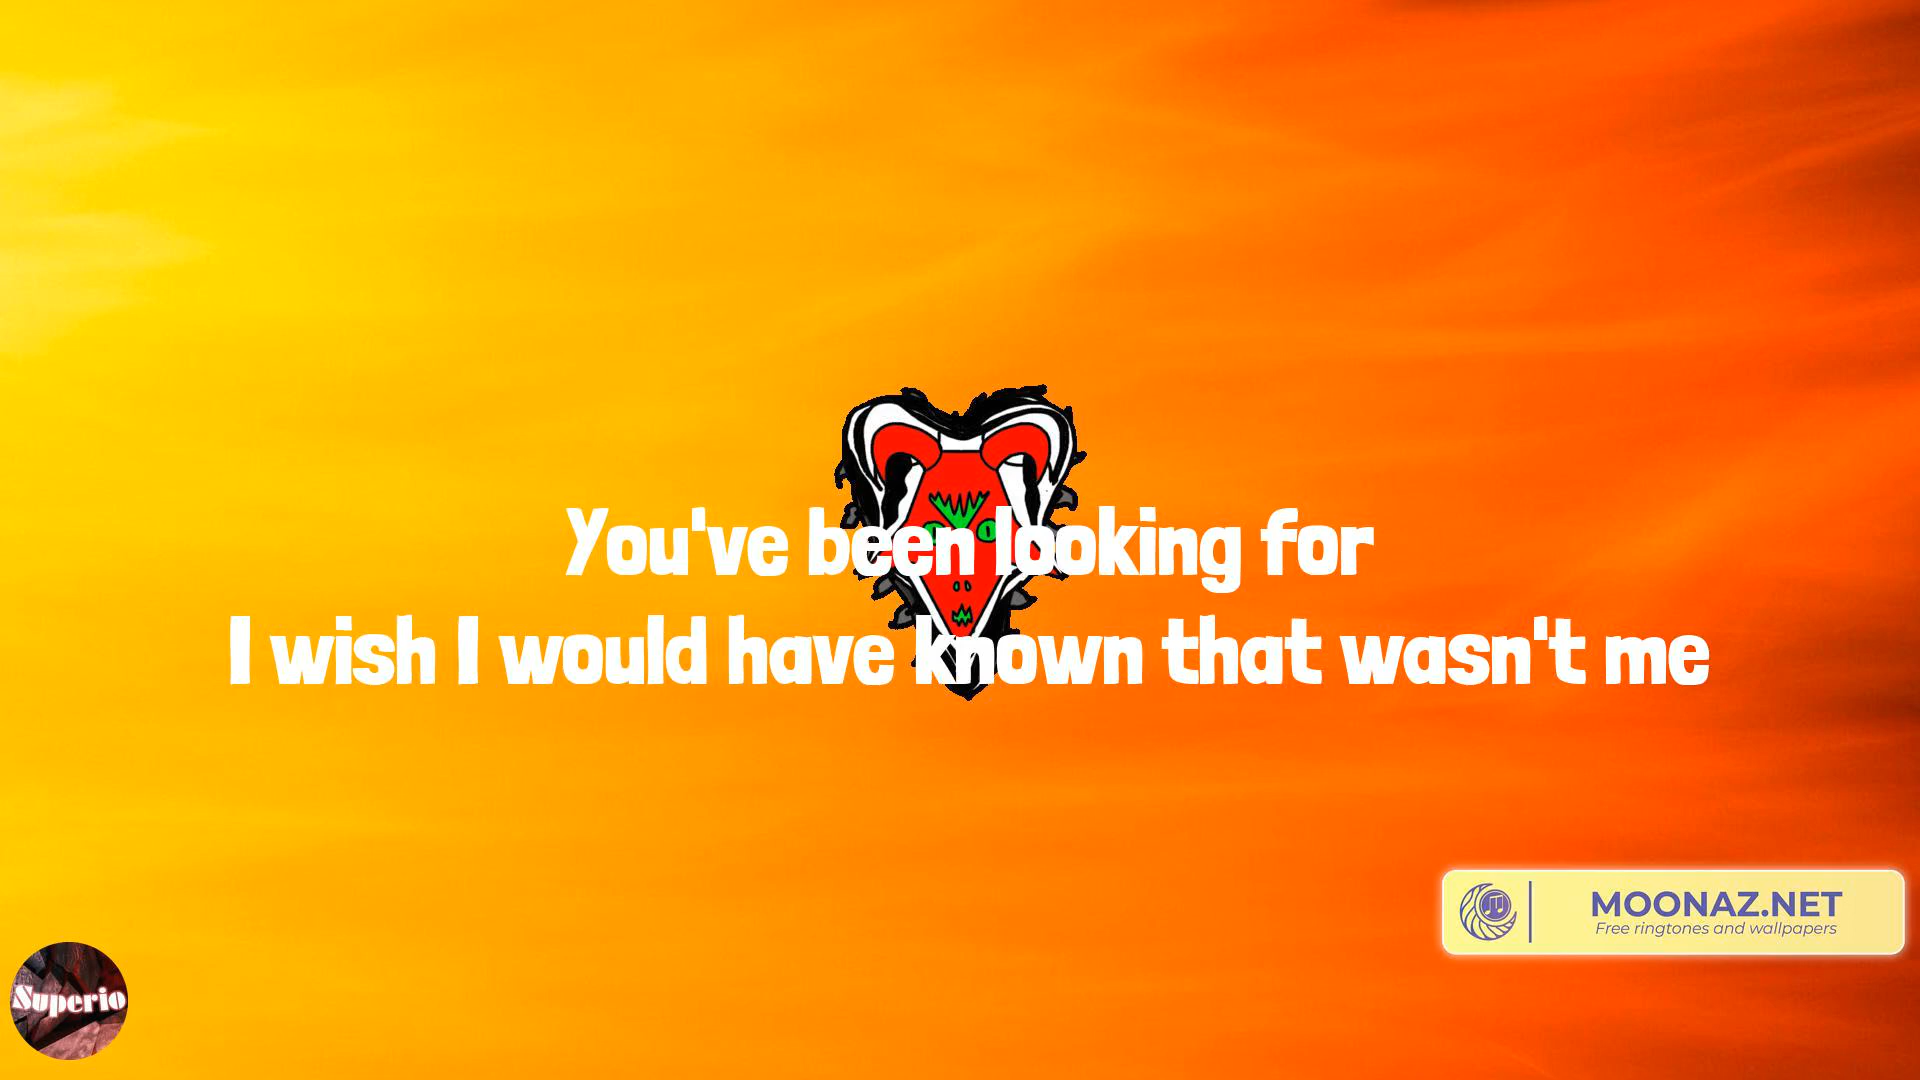 You've been looking for
I wish I would have known that wasn't me
MOONAZ.NET
Free ringtones and wallpapers
Superio